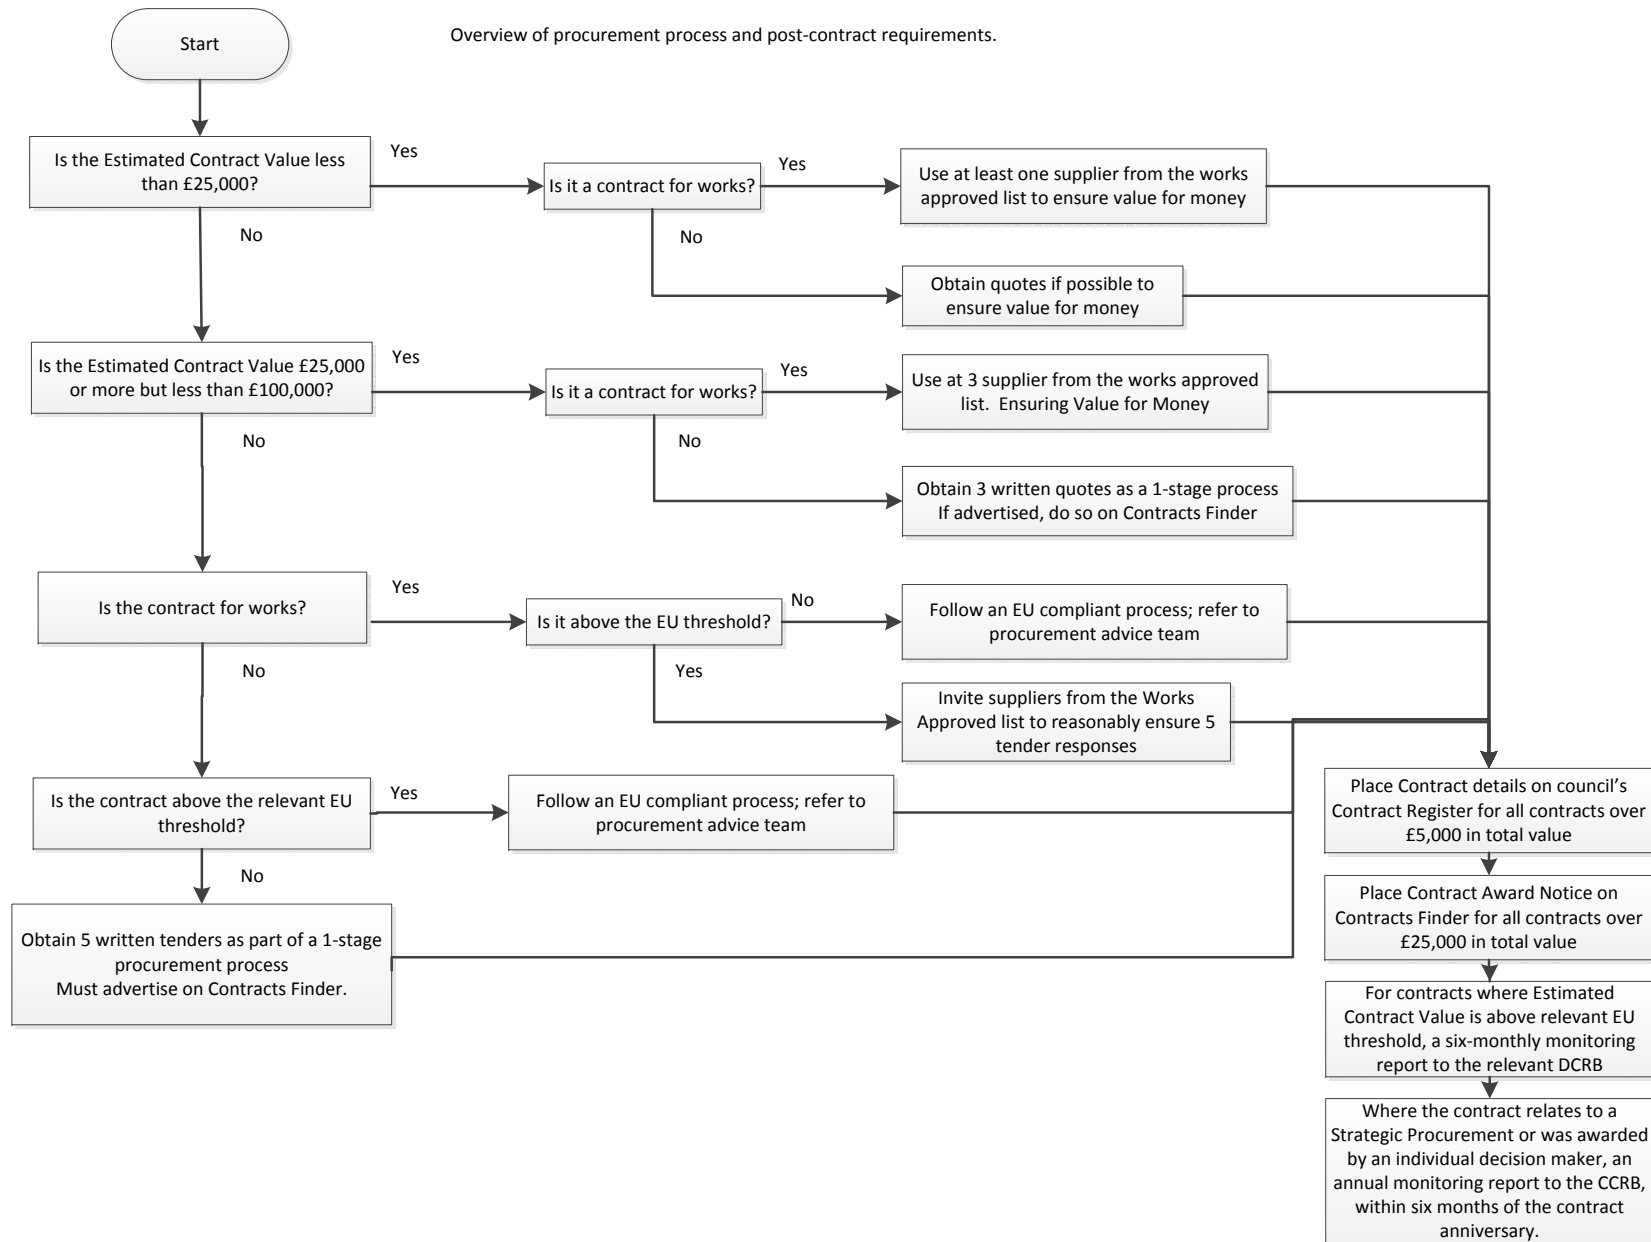 Start
Overview of procurement process and post-contract requirements.
Is the Estimated Contract Value less
than £25,000?
Yes
Is it a contract for works?
Yes
Use at least one supplier from the works
approved list to ensure value for money
No
No
Obtain quotes if possible to
ensure value for money
Is the Estimated Contract Value £25,000
or more but less than £100,000?
Yes
Is it a contract for works?
Yes
Use at 3 supplier from the works approved
list.  Ensuring Value for Money
No
No
Obtain 3 written quotes as a 1-stage process
If advertised, do so on Contracts Finder
Is the contract for works?
Yes
Is it above the EU threshold?
No
Follow an EU compliant process; refer to
procurement advice team
No
Yes
Invite suppliers from the Works
Approved list to reasonably ensure 5
tender responses
Is the contract above the relevant EU
threshold?
Yes
Follow an EU compliant process; refer to
procurement advice team
No
Obtain 5 written tenders as part of a 1-stage
procurement process
Must advertise on Contracts Finder.
Place Contract details on council's
Contract Register for all contracts over
£5,000 in total value
Place Contract Award Notice on
Contracts Finder for all contracts over
£25,000 in total value
For contracts where Estimated
Contract Value is above relevant EU
threshold, a six-monthly monitoring
report to the relevant DCRB
Where the contract relates to a
Strategic Procurement or was awarded
by an individual decision maker, an
annual monitoring report to the CCRB,
within six months of the contract
anniversary.